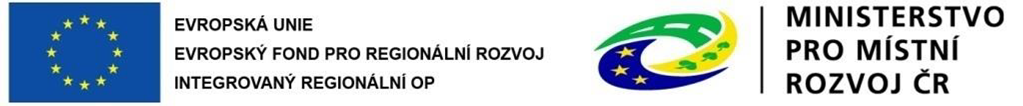 EVROPSKÁ UNIE
EVROPSKÝ FOND PRO REGIONÁLNÍ ROZVOJ
INTEGROVANÝ REGIONÁLNÍ OP
MINISTERSTVO
PRO MÍSTNÍ
ROZVOJ ČR